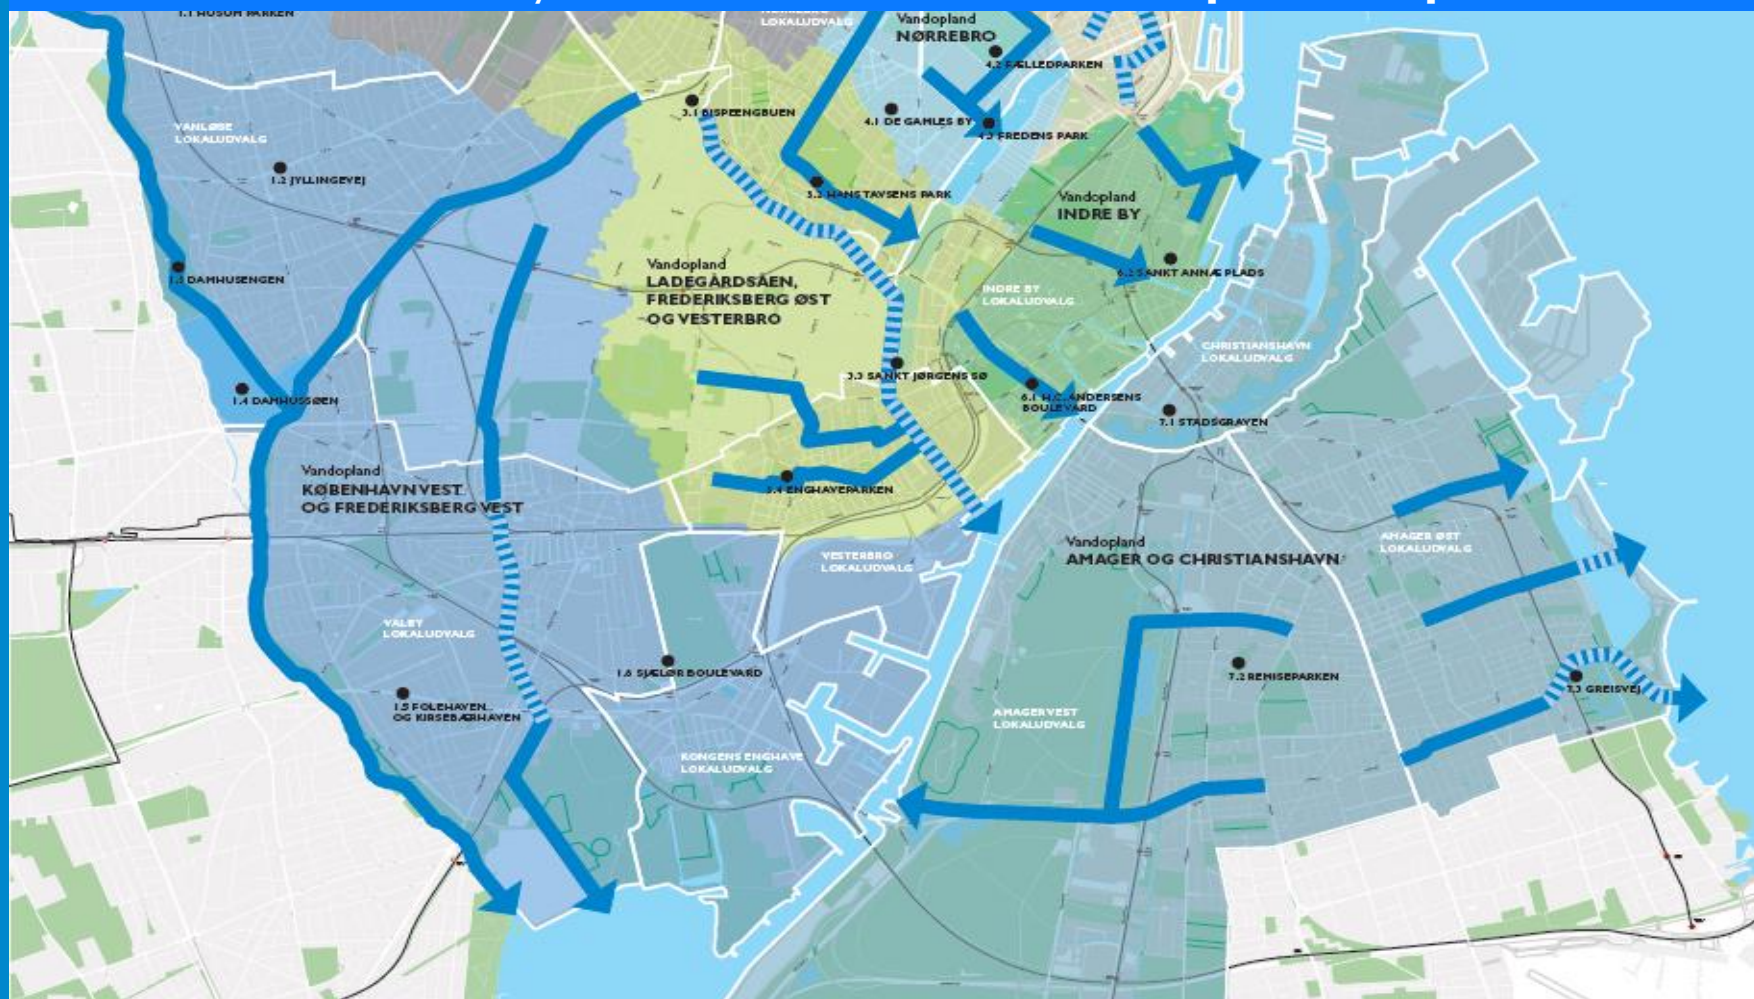 1.1 HUSUM PARKEN
LOKALUDVALG
Vandopland
NØRREBRO
4.2 FÆLLEDPARKEN
3.1 BISPEENGBUEN
4.1 DE GAMLES BY
4.3 FREDENS PARK
VANLØSE
LOKALUDVALG
1.2 JYLLINGEVEJ
3.2 HANS TAVSENS PARK
Vandopland
INDRE BY
1.3 DAMHUSENGEN
Vandopland
LADEGÅRDSÅEN,
FREDERIKSBERG ØST
OG VESTERBRO
6.2 SANKT ANNÆ PLADS
INDRE BY
LOKALUDVALG
CHRISTIANSHAVN
LOKALUDVALG
3.3 SANKT JØRGENS SØ
1.4 DAMHUSSØEN
6.1 H.C. ANDERSENS
BOULEVARD
7.1 STADSGRAVEN
Vandopland
KØBENHAVN VEST
OG FREDERIKSBERG VEST
3.4 ENGHAVEPARKEN
Vandopland
AMAGER OG CHRISTIANSHAVN
AMAGER ØST
LOKALUDVALG
VESTERBRO
LOKALUDVALG
VALBY
LOKALUDVALG
1.6 SJÆLØR BOULEVARD
7.2 REMISEPARKEN
7.3 GREISVEJ
1.5 FOLEHAVEN
OG KIRSEBÆRHAVEN
AMAGER VEST
LOKALUDVALG
KONGENS ENGHAVE
LOKALUDVALG